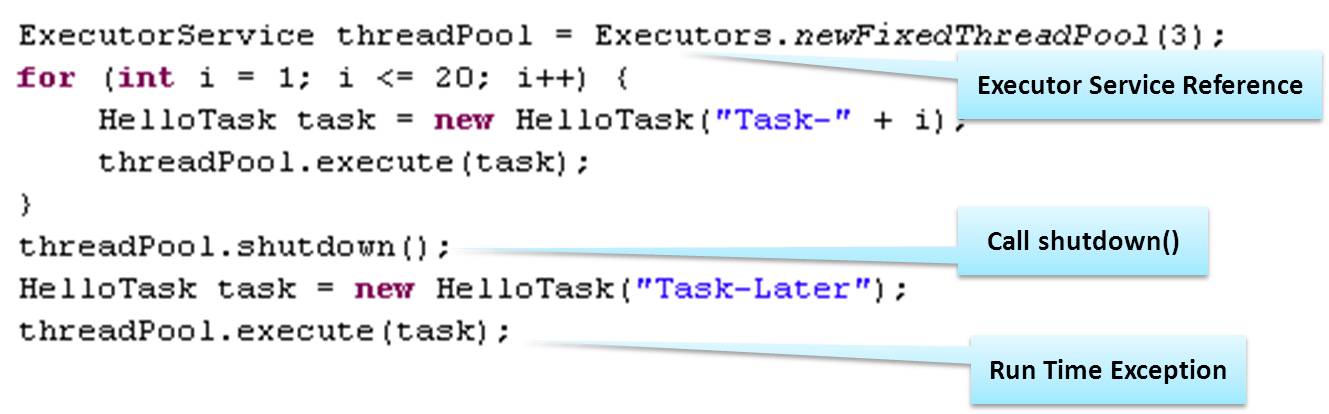 ExecutorService threadPool = Executors.newFixedThreadPool(3);
for (int i = 1; i <= 20; i++) {
Executor Service Reference
HelloTask task = new HelloTask("Task-" + i);
threadPool.execute(task);
}
threadPool.shutdown();
Call shutdown()
HelloTask task = new HelloTask("Task-Later");
threadPool.execute(task);
Run Time Exception